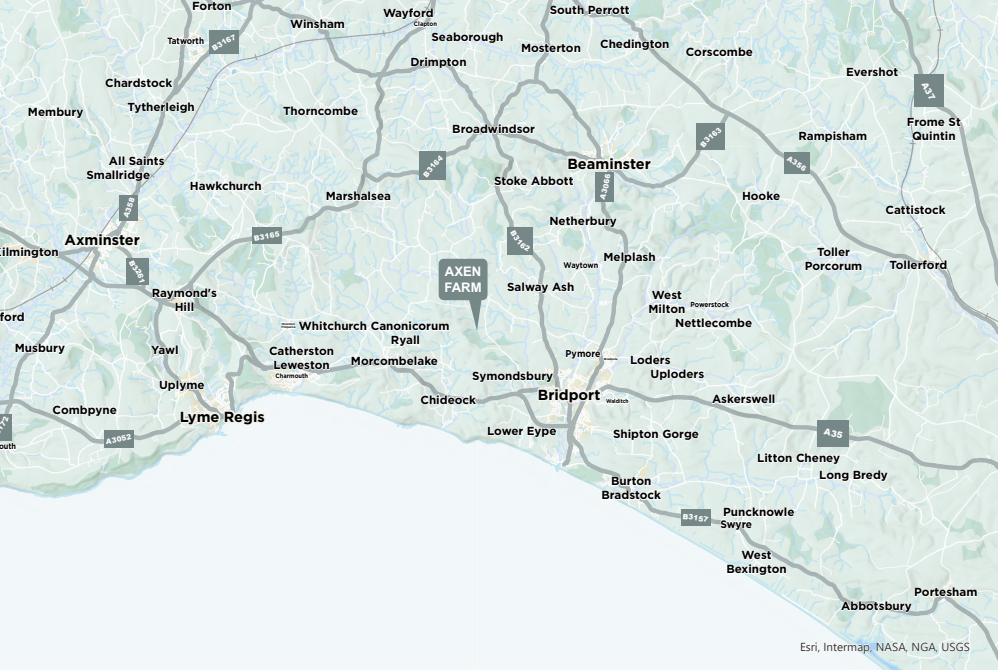 Forton
Wayford
Clapton
South Perrott
Winsham
Tatworth
B3167
Seaborough
Mosterton
Chedington
Corscombe
Drimpton
Evershot
Chardstock
A37
Membury
Tytherleigh
Thorncombe
Broadwindsor
Frome St
Quintin
B3163
Rampisham
All Saints
Smallridge
B3164
Beaminster
A356
Hawkchurch
Marshalsea
Stoke Abbott
A3066
Hooke
A358
Netherbury
Cattistock
Axminster
B3165
B3162
Kilmington
B3261
Waytown
Melplash
Toller
Porcorum
Tollerford
AXEN
FARM
Salway Ash
Raymond's
Hill
West
Milton
Powerstock
Nettlecombe
ford
Whitchurch Canonicorum
Ryall
Musbury
Yawl
Catherston
Leweston
Charmouth
Morcombelake
Pymore
Loders
Uploders
Symondsbury
Uplyme
Bridport
Walditch
Chideock
Askerswell
Combpyne
Lyme Regis
A3052
172
outh
Lower Eype
Shipton Gorge
A35
Litton Cheney
Long Bredy
Burton
Bradstock
B3157
Puncknowle
Swyre
West
Bexington
Portesham
Abbotsbury
Esri, Intermap, NASA, NGA, USGS